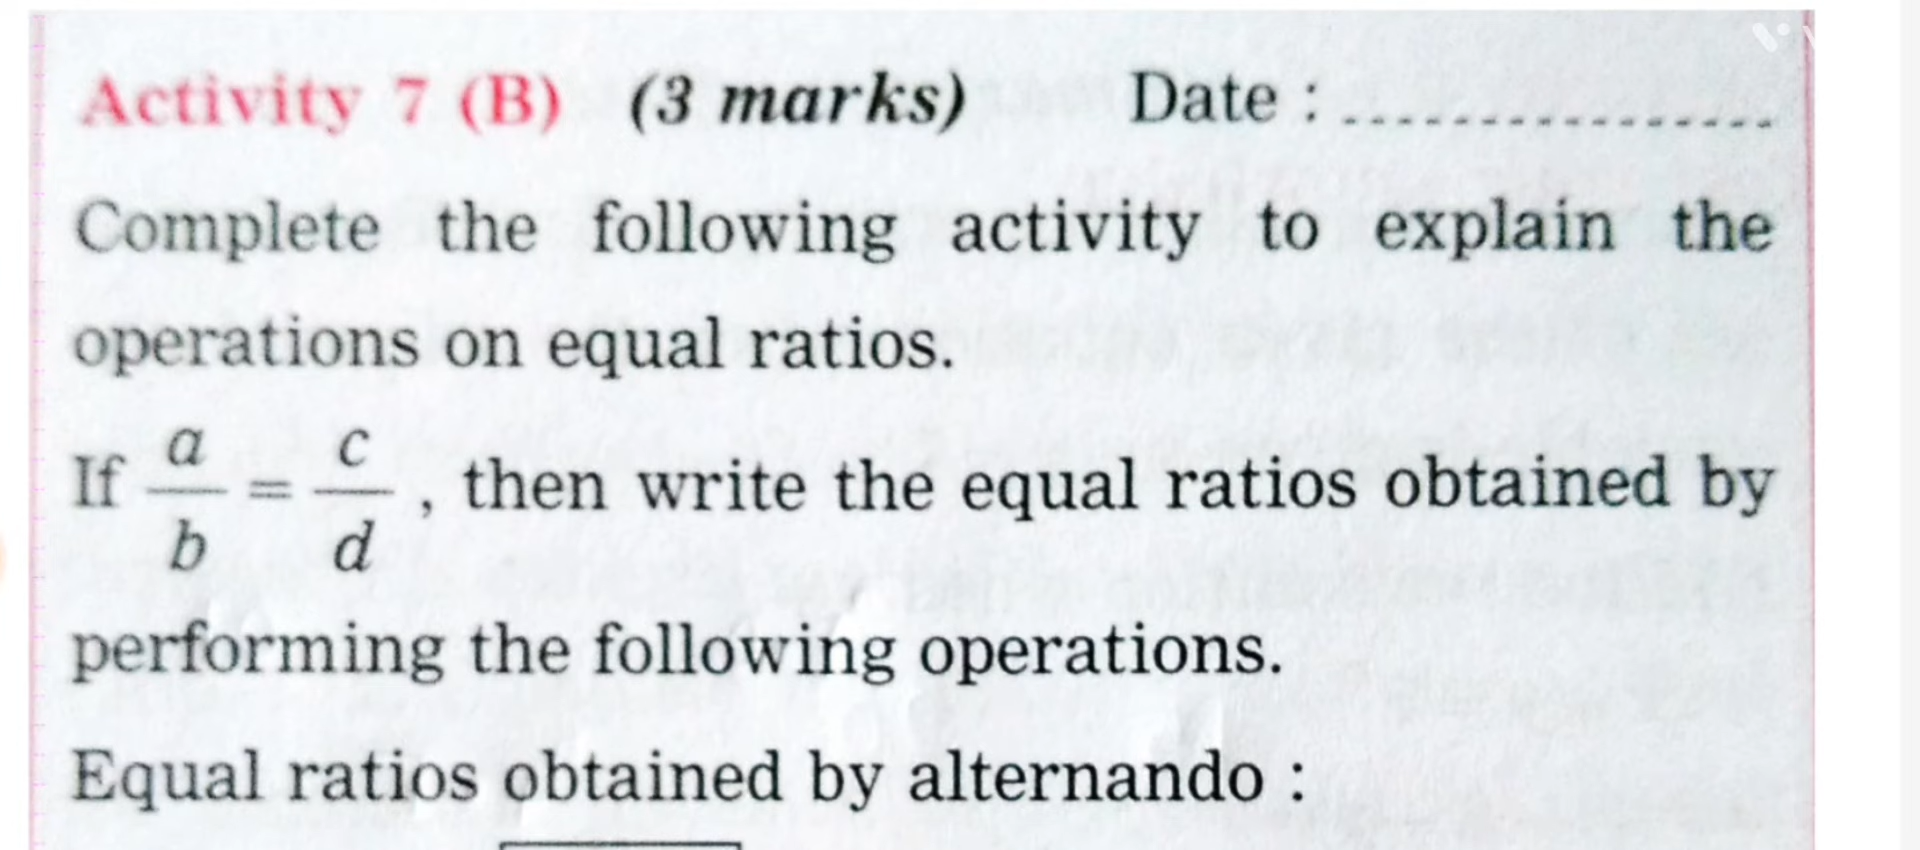 Activity 7 (B) (3 marks) Date : ................
Complete the following activity to explain the
operations on equal ratios.
If a/b = c/d, then write the equal ratios obtained by
performing the following operations.
Equal ratios obtained by alternando :